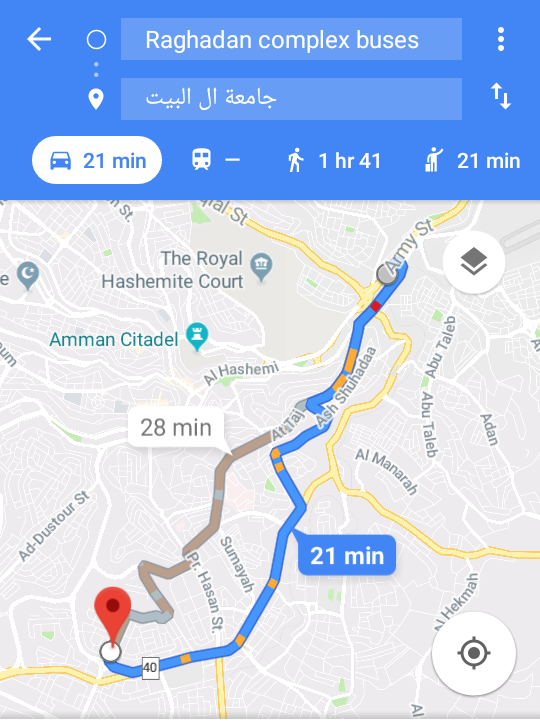 Raghadan complex buses
جامعة ال البيت
21 min
—
1 hr 41
21 min
Army St
The Royal
Hashemite Court
Amman Citadel
Al Hashemi
Abu Taleb
Ash Shuhadaa
At Taj
28 min
Abu Taleb
Adan
Al Manarah
Ad-Dustour St
21 min
Sumayah
Pr. Hasan St.
Al Hekmah
40